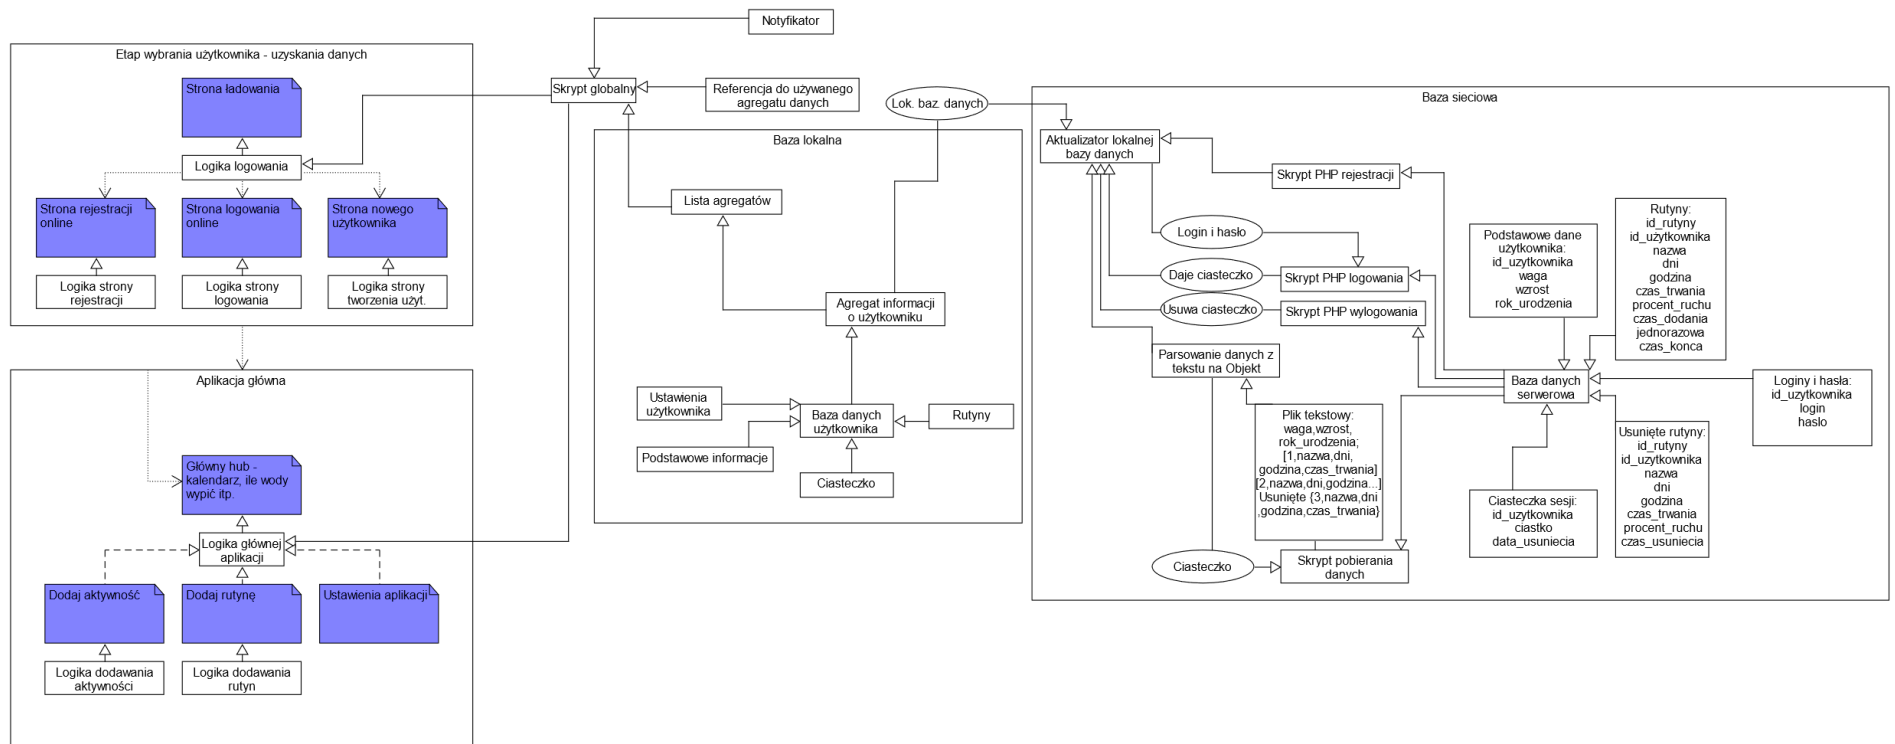 Notyfikator
Etap wybrania użytkownika - uzyskania danych
Strona ładowania
Logika logowania
Strona rejestracji
online
Strona logowania
online
Strona nowego
użytkownika
Logika strony
rejestracji
Logika strony
logowania
Logika strony
tworzenia użyt.
Skrypt globalny
Referencja do używanego
agregatu danych
Aplikacja główna
Główny hub -
kalendarz, ile wody
wypić itp.
Logika głównej
aplikacji
Dodaj aktywność
Dodaj rutynę
Ustawienia aplikacji
Logika dodawania
aktywności
Logika dodawania
rutyn
Baza lokalna
Lista agregatów
Agregat informacji
o użytkowniku
Ustawienia
użytkownika
Baza danych
użytkownika
Rutyny
Podstawowe informacje
Ciasteczko
Lok. baz. danych
Baza sieciowa
Aktualizator lokalnej
bazy danych
Skrypt PHP rejestracji
Login i hasło
Daje ciasteczko
Skrypt PHP logowania
Usuwa ciasteczko
Skrypt PHP wylogowania
Parsowanie danych z
tekstu na Objekt
Plik tekstowy:
waga,wzrost,
rok_urodzenia;
[1,nazwa,dni,
godzina,czas_trwania]
[2,nazwa,dni,godzina...]
Usunięte {3,nazwa,dni
,godzina,czas_trwania}
Ciasteczko
Skrypt pobierania
danych
Podstawowe dane
użytkownika:
id_uzytkownika
waga
wzrost
rok_urodzenia
Rutyny:
id_rutyny
id_użytkownika
nazwa
dni
godzina
czas_trwania
procent_ruchu
czas_dodania
jednorazowa
czas_konca
Baza danych
serwerowa
Loginy i hasła:
id_uzytkownika
login
haslo
Ciasteczka sesji:
id_uzytkownika
ciastko
data_usuniecia
Usunięte rutyny:
id_rutyny
id_uzytkownika
nazwa
dni
godzina
czas_trwania
procent_ruchu
czas_usuniecia